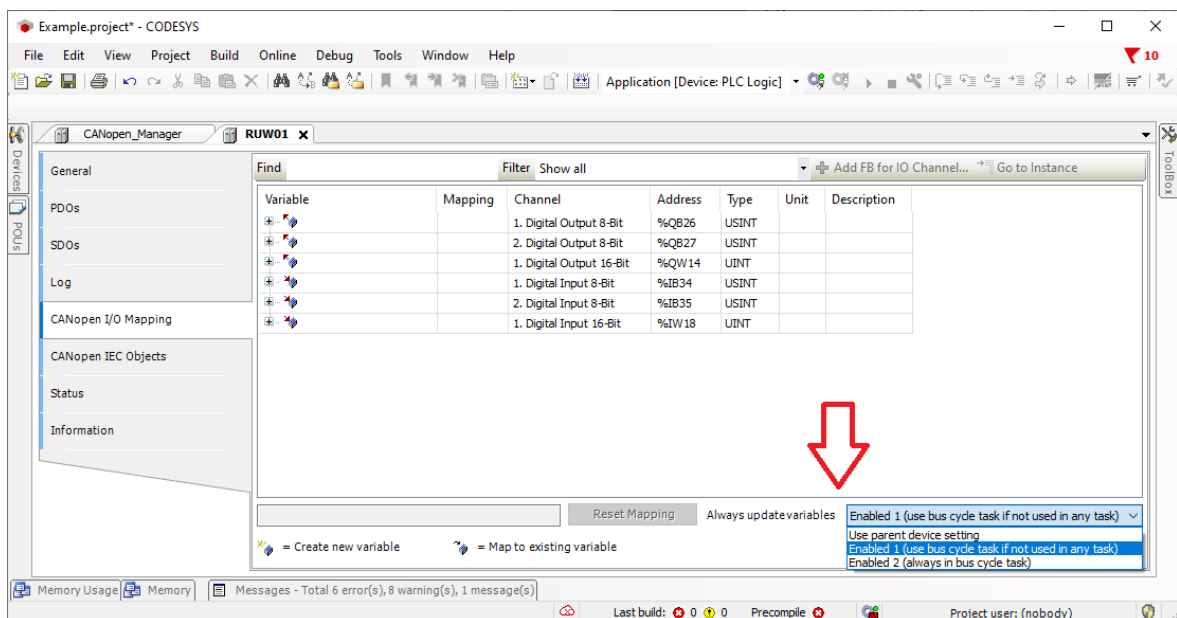 Example.project* - CODESYS
File Edit View Project Build Online Debug Tools Window Help
10
Application [Device: PLC Logic]
CANopen_Manager RUW01
Devices
POUs
ToolBox
General
PDOs
SDOs
Log
CANopen I/O Mapping
CANopen IEC Objects
Status
Information
Find Filter Show all Add FB for IO Channel... Go to Instance
Variable Mapping Channel Address Type Unit Description
1. Digital Output 8-Bit %QB26 USINT
2. Digital Output 8-Bit %QB27 USINT
1. Digital Output 16-Bit %QW14 UINT
1. Digital Input 8-Bit %IB34 USINT
2. Digital Input 8-Bit %IB35 USINT
1. Digital Input 16-Bit %IW18 UINT
Reset Mapping Always update variables Enabled 1 (use bus cycle task if not used in any task)
Use parent device setting
Enabled 1 (use bus cycle task if not used in any task)
Enabled 2 (always in bus cycle task)
= Create new variable = Map to existing variable
Memory Usage Memory Messages - Total 6 error(s), 8 warning(s), 1 message(s)
Last build: 0 0 Precompile Project user: (nobody)